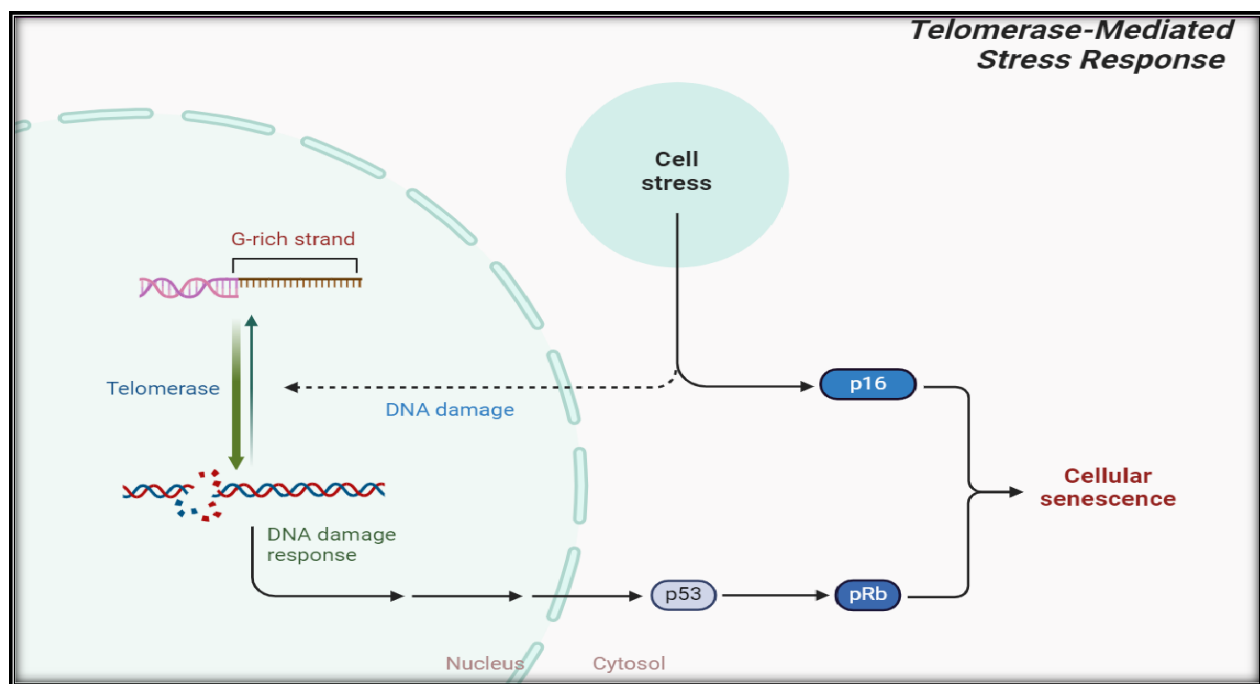 Telomerase-Mediated
Stress Response
Cell
stress
G-rich strand
Telomerase
DNA damage
p16
Cellular
senescence
DNA damage
response
p53
pRb
Nucleus
Cytosol